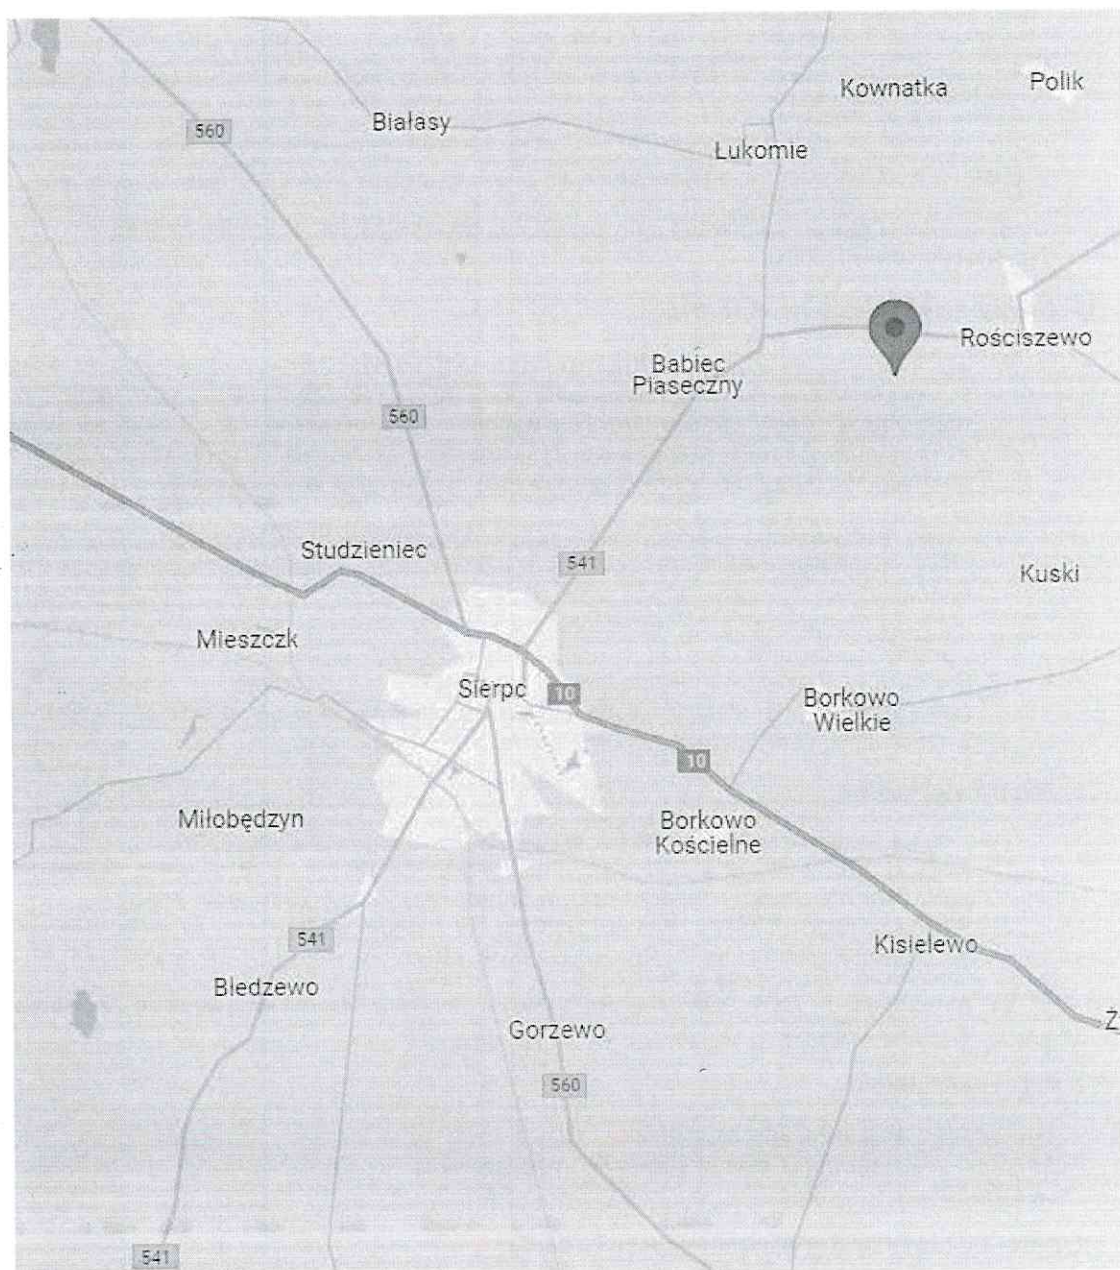 Kownatka
Polik
560
Białasy
Łukomie
Rościszewo
Babiec
Piaseczny
560
Studzieniec
541
Kuski
Mieszczk
Sierpc
10
Borkowo
Wielkie
10
Miłobędzyn
Borkowo
Kościelne
541
Kisielewo
Bledzewo
Ż
Gorzewo
560
541